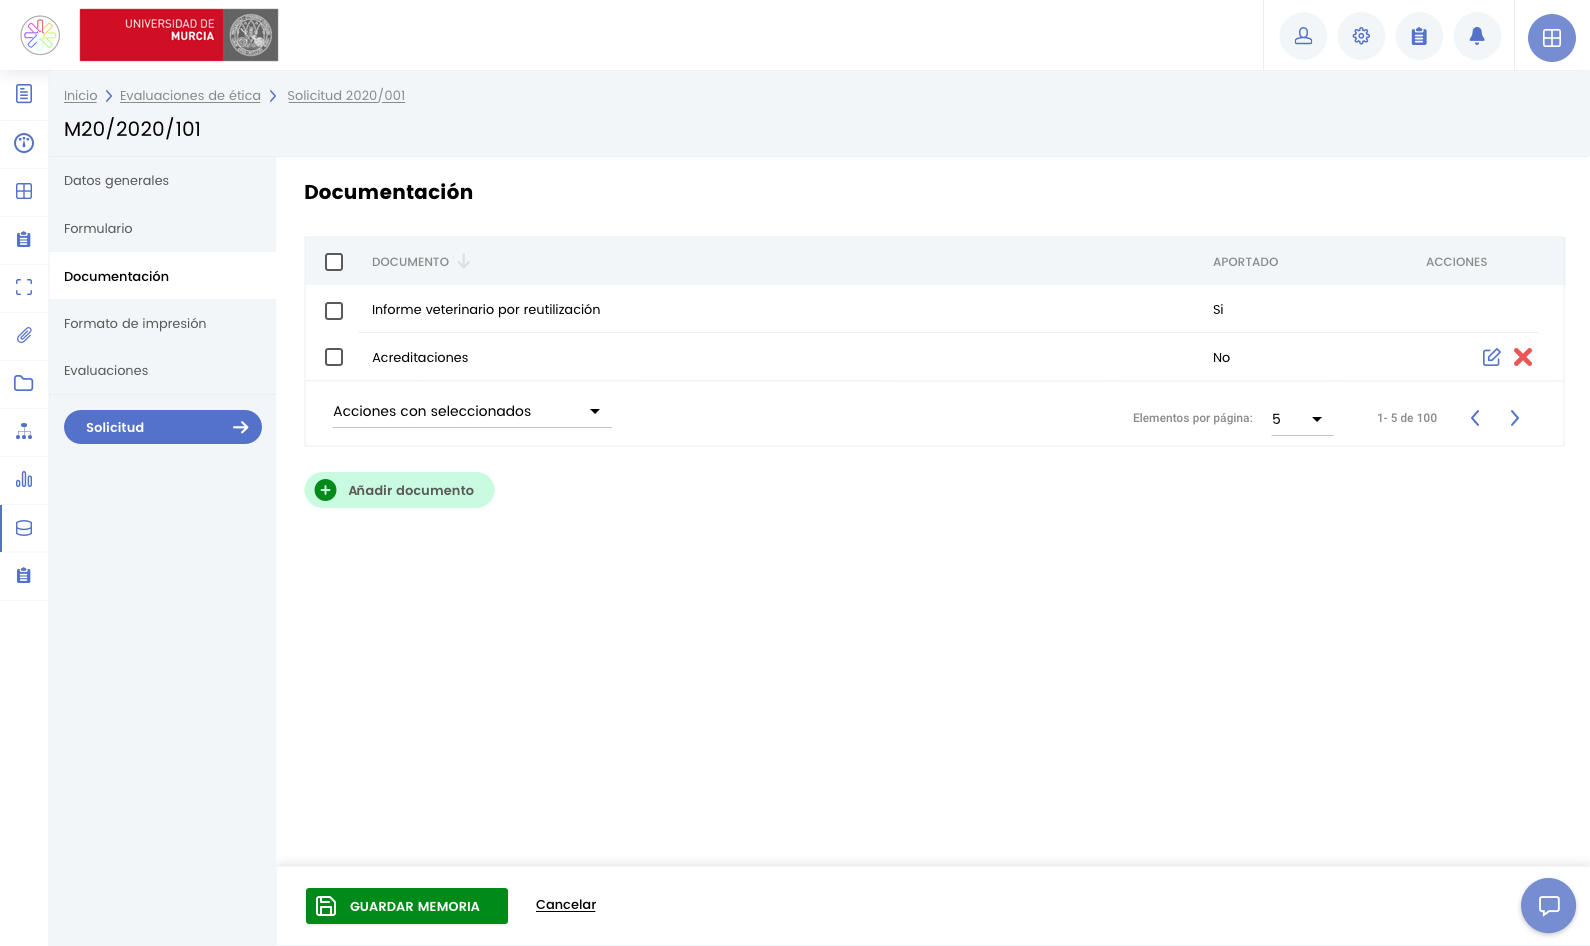 UNIVERSIDAD DE
MURCIA
Inicio Evaluaciones de ética Solicitud 2020/001
M20/2020/101
Datos generales
Formulario
Documentación
Formato de impresión
Evaluaciones
Solicitud
Documentación
DOCUMENTO APORTADO ACCIONES
Informe veterinario por reutilización Si
Acreditaciones No
Acciones con seleccionados
Elementos por página: 5 1- 5 de 100
Añadir documento
GUARDAR MEMORIA Cancelar